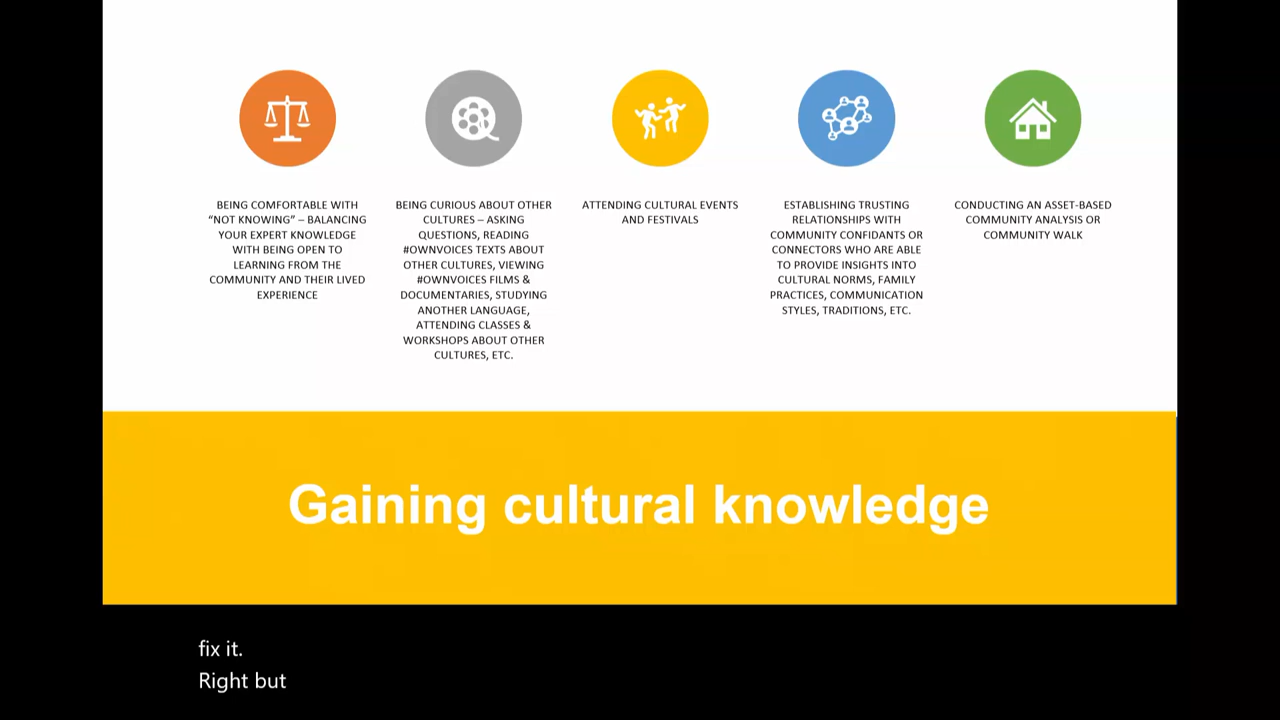 BEING COMFORTABLE WITH
“NOT KNOWING” – BALANCING
YOUR EXPERT KNOWLEDGE
WITH BEING OPEN TO
LEARNING FROM THE
COMMUNITY AND THEIR LIVED
EXPERIENCE
BEING CURIOUS ABOUT OTHER
CULTURES – ASKING
QUESTIONS, READING
#OWNVOICES TEXTS ABOUT
OTHER CULTURES, VIEWING
#OWNVOICES FILMS &
DOCUMENTARIES, STUDYING
ANOTHER LANGUAGE,
ATTENDING CLASSES &
WORKSHOPS ABOUT OTHER
CULTURES, ETC.
ATTENDING CULTURAL EVENTS
AND FESTIVALS
ESTABLISHING TRUSTING
RELATIONSHIPS WITH
COMMUNITY CONFIDANTS OR
CONNECTORS WHO ARE ABLE
TO PROVIDE INSIGHTS INTO
CULTURAL NORMS, FAMILY
PRACTICES, COMMUNICATION
STYLES, TRADITIONS, ETC.
CONDUCTING AN ASSET-BASED
COMMUNITY ANALYSIS OR
COMMUNITY WALK
Gaining cultural knowledge
fix it.
Right but